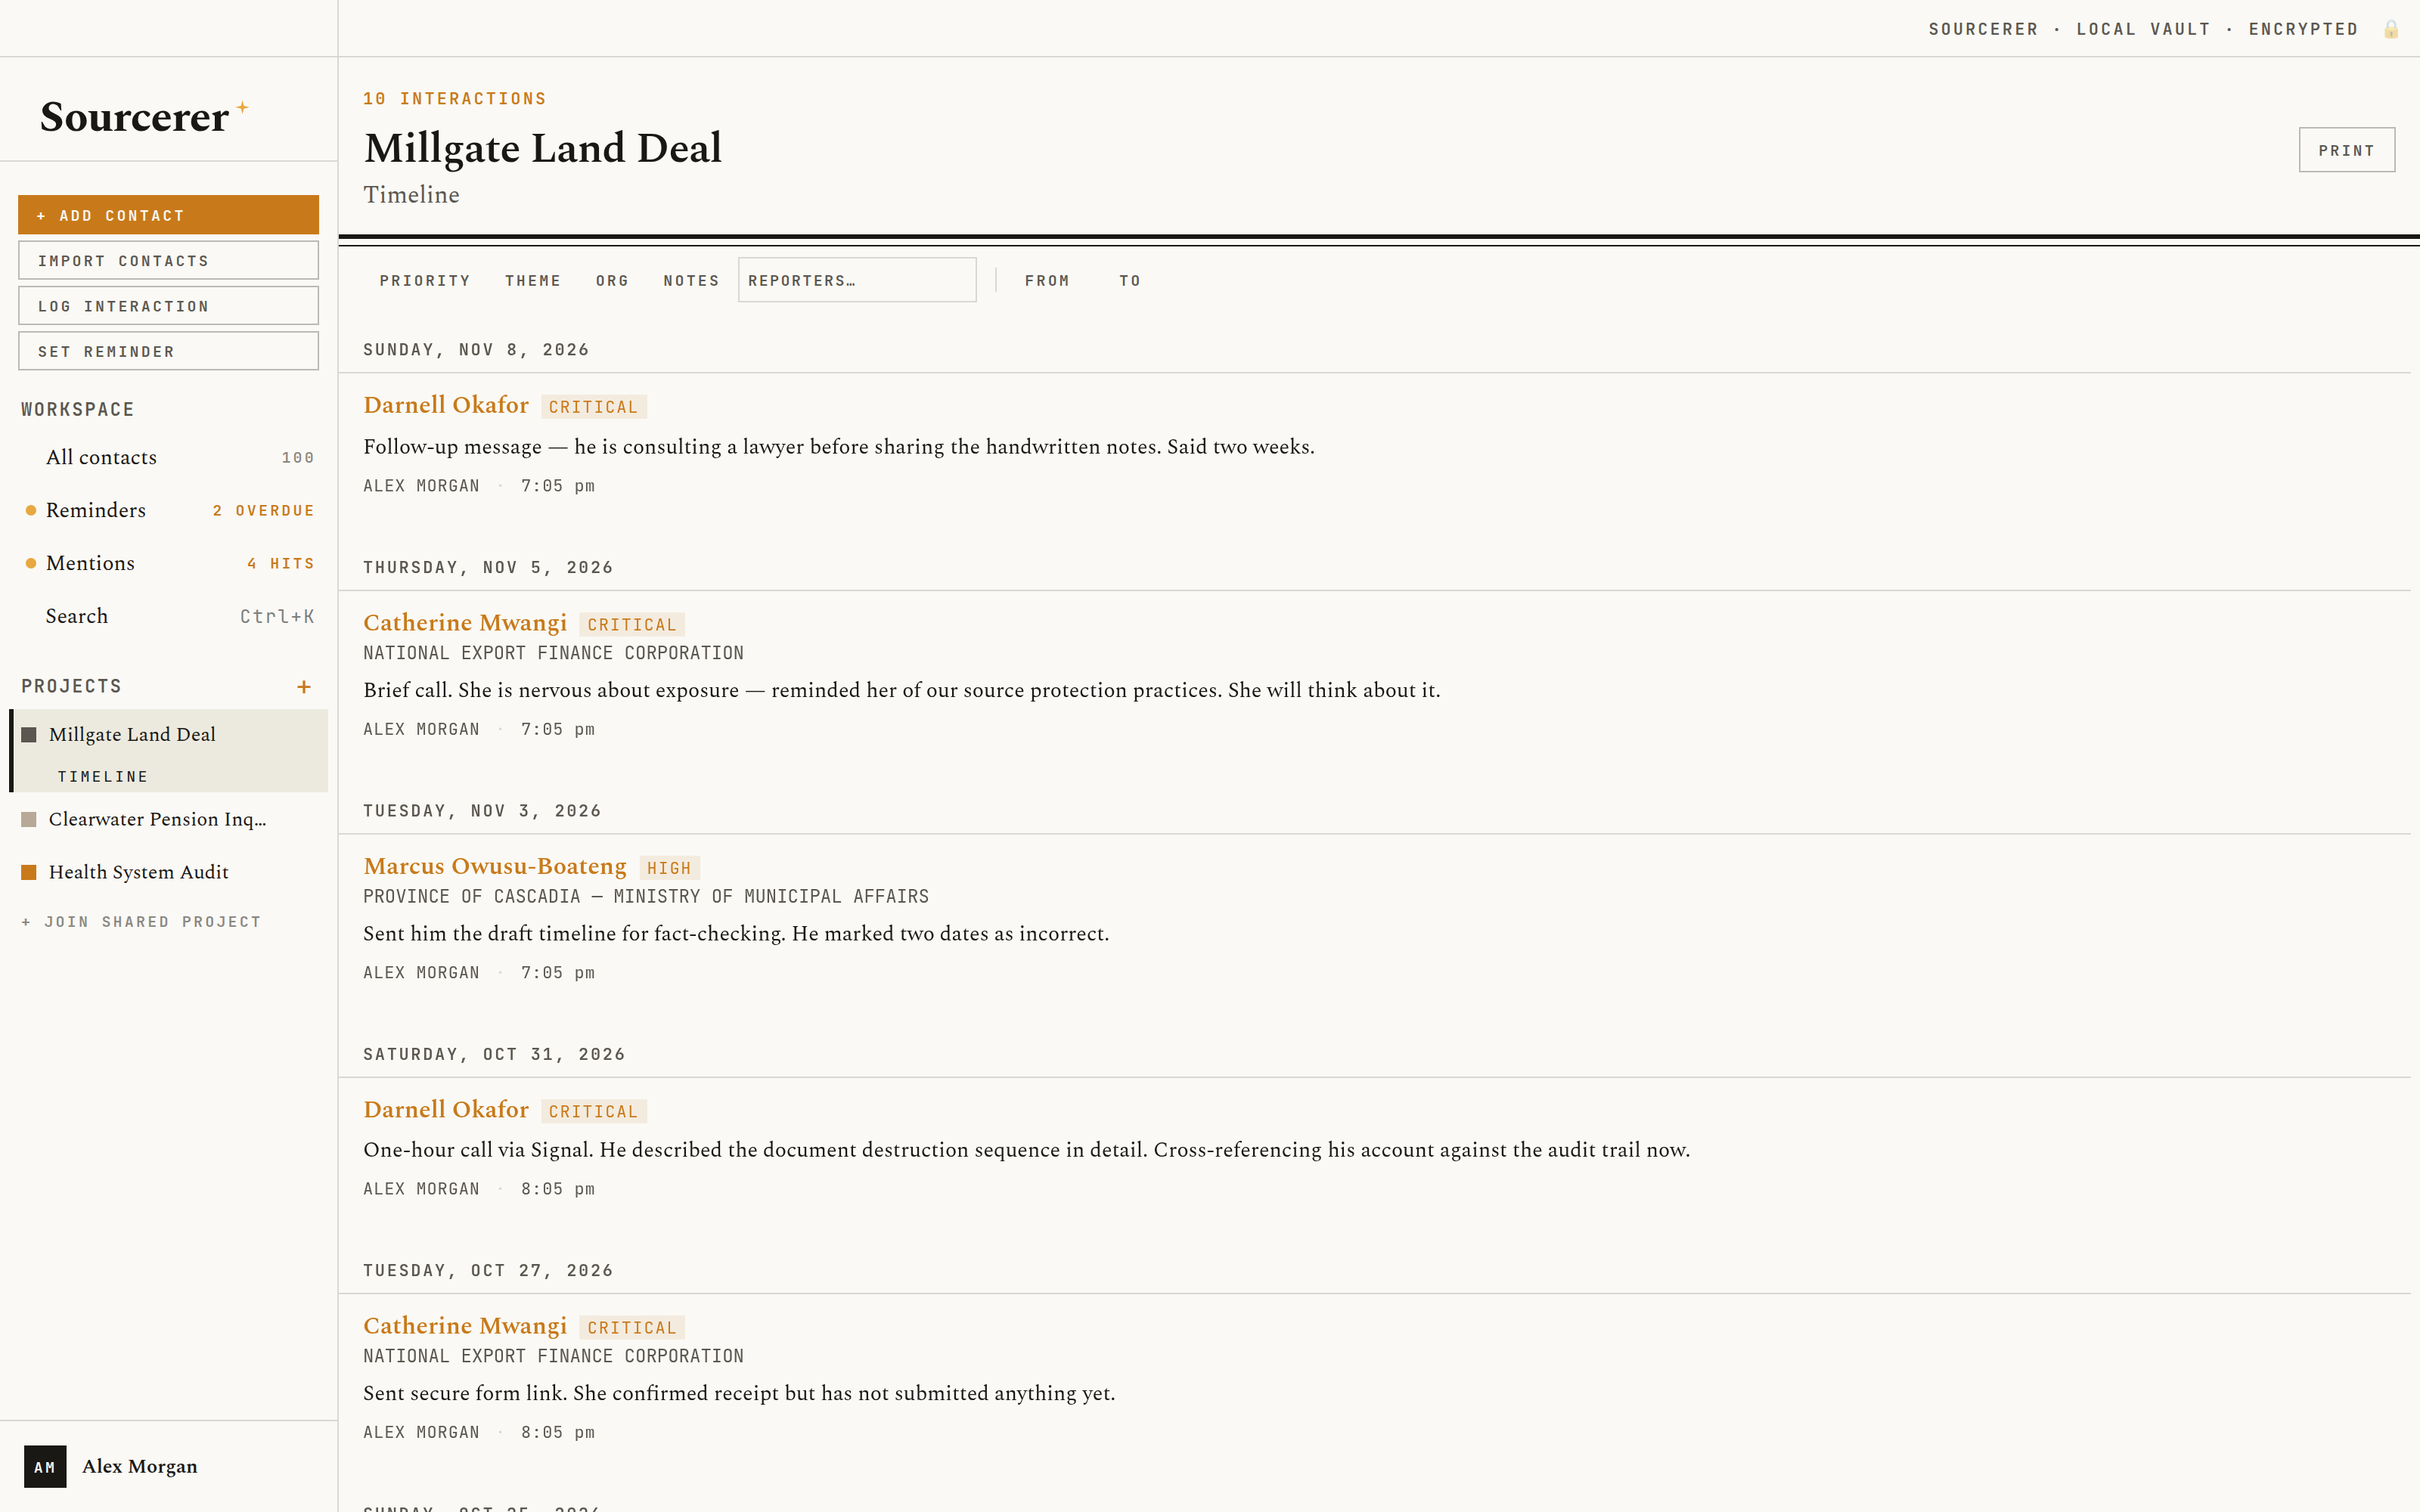 SOURCERER · LOCAL VAULT · ENCRYPTED
Sourcerer
+ ADD CONTACT
IMPORT CONTACTS
LOG INTERACTION
SET REMINDER
WORKSPACE
All contacts 100
Reminders 2 OVERDUE
Mentions 4 HITS
Search Ctrl+K
PROJECTS +
Millgate Land Deal
TIMELINE
Clearwater Pension Inq…
Health System Audit
+ JOIN SHARED PROJECT
AM Alex Morgan
10 INTERACTIONS
Millgate Land Deal
Timeline
PRINT
PRIORITY THEME ORG NOTES REPORTERS… FROM TO
SUNDAY, NOV 8, 2026
Darnell Okafor CRITICAL
Follow-up message — he is consulting a lawyer before sharing the handwritten notes. Said two weeks.
ALEX MORGAN · 7:05 pm
THURSDAY, NOV 5, 2026
Catherine Mwangi CRITICAL
NATIONAL EXPORT FINANCE CORPORATION
Brief call. She is nervous about exposure — reminded her of our source protection practices. She will think about it.
ALEX MORGAN · 7:05 pm
TUESDAY, NOV 3, 2026
Marcus Owusu-Boateng HIGH
PROVINCE OF CASCADIA — MINISTRY OF MUNICIPAL AFFAIRS
Sent him the draft timeline for fact-checking. He marked two dates as incorrect.
ALEX MORGAN · 7:05 pm
SATURDAY, OCT 31, 2026
Darnell Okafor CRITICAL
One-hour call via Signal. He described the document destruction sequence in detail. Cross-referencing his account against the audit trail now.
ALEX MORGAN · 8:05 pm
TUESDAY, OCT 27, 2026
Catherine Mwangi CRITICAL
NATIONAL EXPORT FINANCE CORPORATION
Sent secure form link. She confirmed receipt but has not submitted anything yet.
ALEX MORGAN · 8:05 pm
SUNDAY, OCT 25, 2026